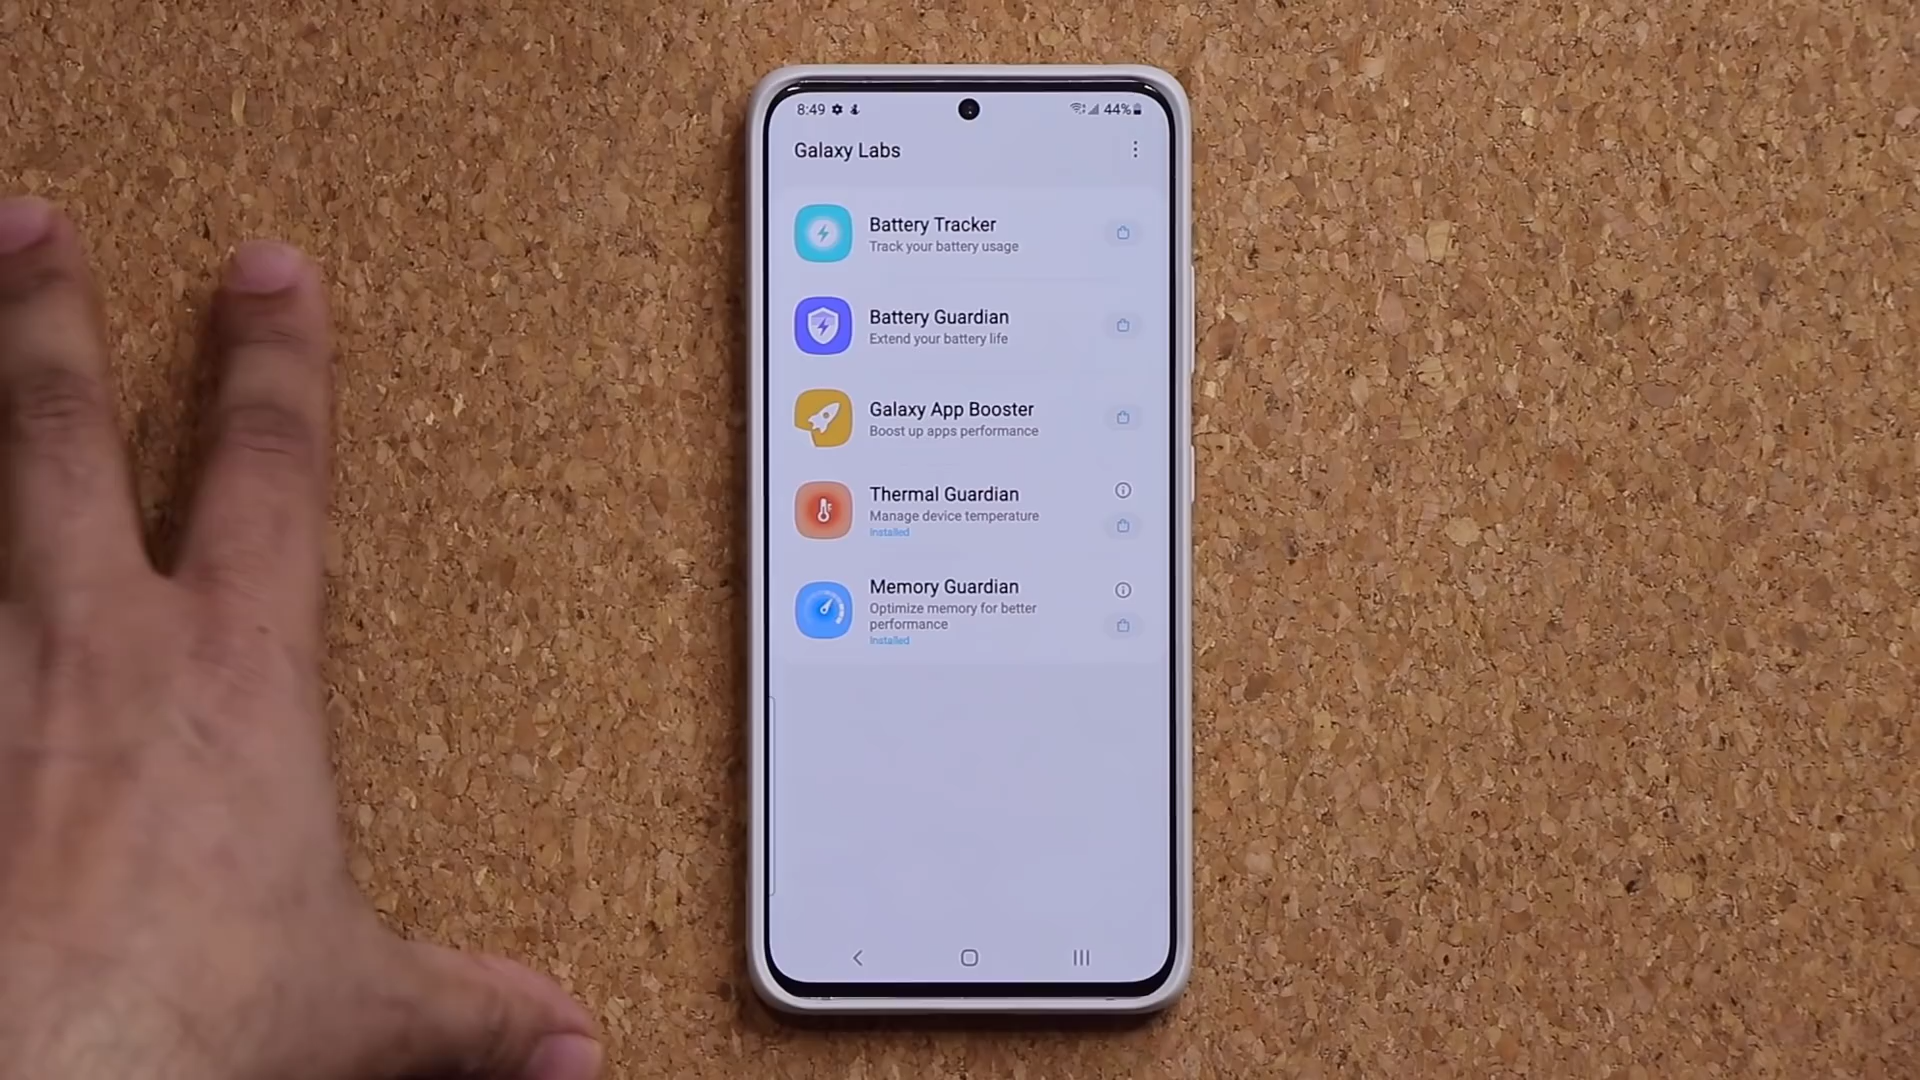 8:49
44%
Galaxy Labs
Battery Tracker
Track your battery usage
Battery Guardian
Extend your battery life
Galaxy App Booster
Boost up apps performance
Thermal Guardian
Manage device temperature
Installed
Memory Guardian
Optimize memory for better
performance
Installed